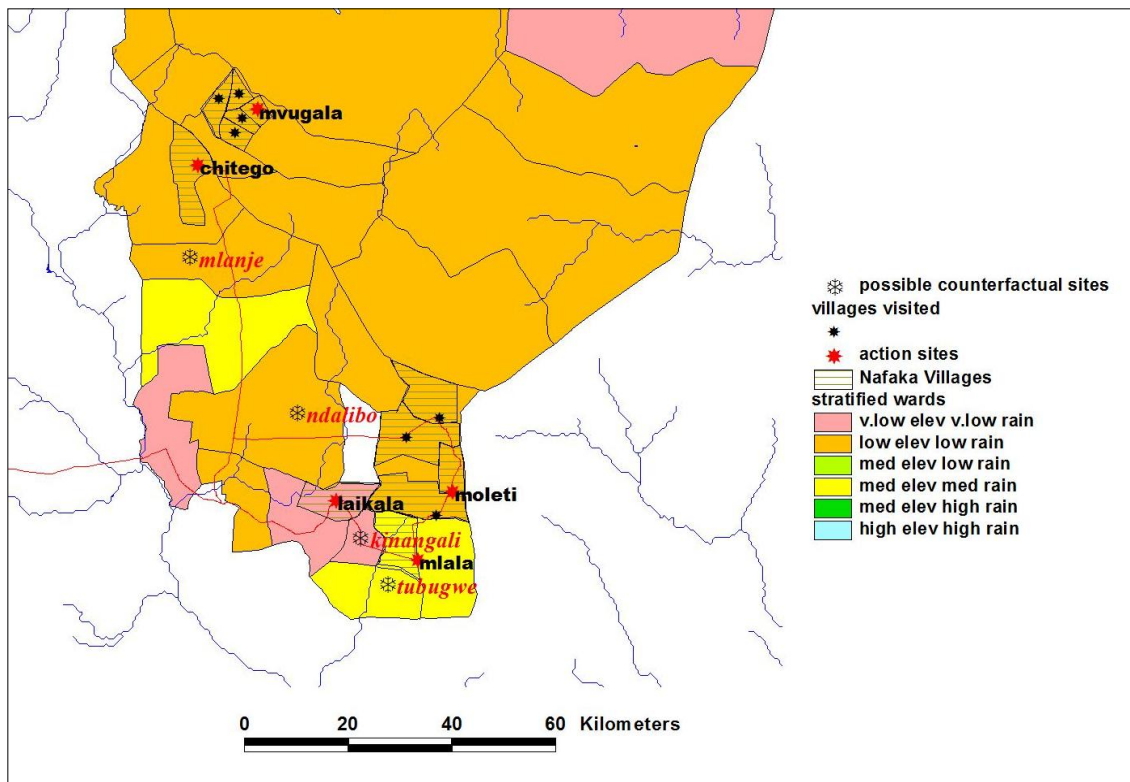 mvugala
chitego
mlanje
ndalibo
laikala
moleti
kinangali
mlala
tubugwe
possible counterfactual sites
villages visited
action sites
Nafaka Villages
stratified wards
v.low elev v.low rain
low elev low rain
med elev low rain
med elev med rain
med elev high rain
high elev high rain
0 20 40 60 Kilometers